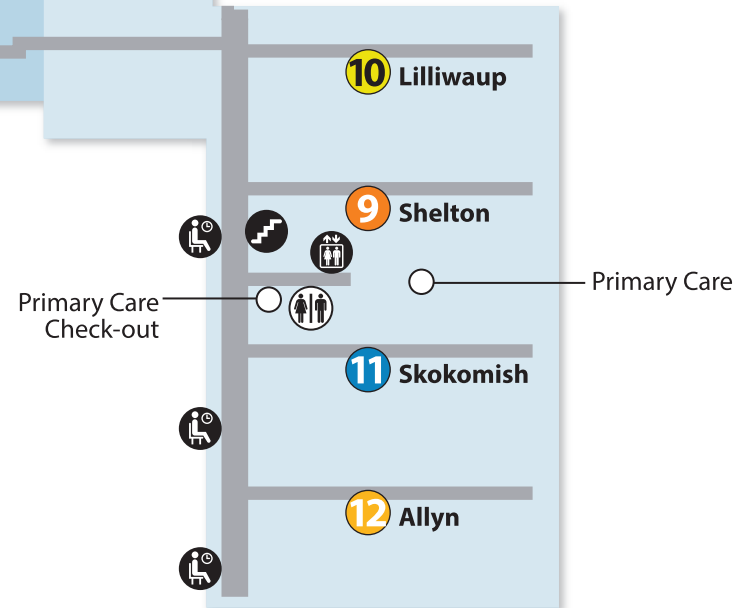 10 Lilliwaup
9 Shelton
Primary Care
Primary Care
Check-out
11 Skokomish
12 Allyn